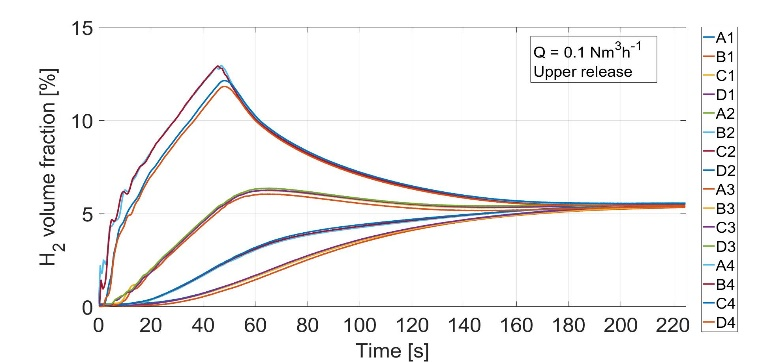 15
10
5
0
H2 volume fraction [%]
Q = 0.1 Nm3h-1
Upper release
0 20 40 60 80 100 120 140 160 180 200 220
Time [s]
A1
B1
C1
D1
A2
B2
C2
D2
A3
B3
C3
D3
A4
B4
C4
D4